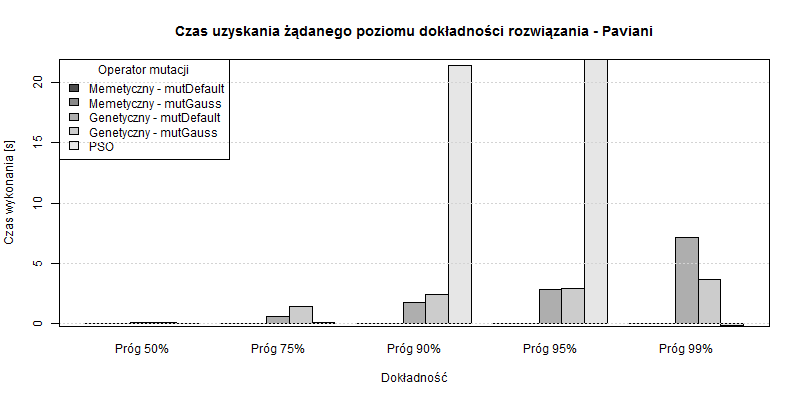 Czas uzyskania żądanego poziomu dokładności rozwiązania - Paviani
Operator mutacji
Memetyczny - mutDefault
Memetyczny - mutGauss
Genetyczny - mutDefault
Genetyczny - mutGauss
PSO
Czas wykonania [s]
20
15
10
5
0
Próg 50%
Próg 75%
Próg 90%
Próg 95%
Próg 99%
Dokładność